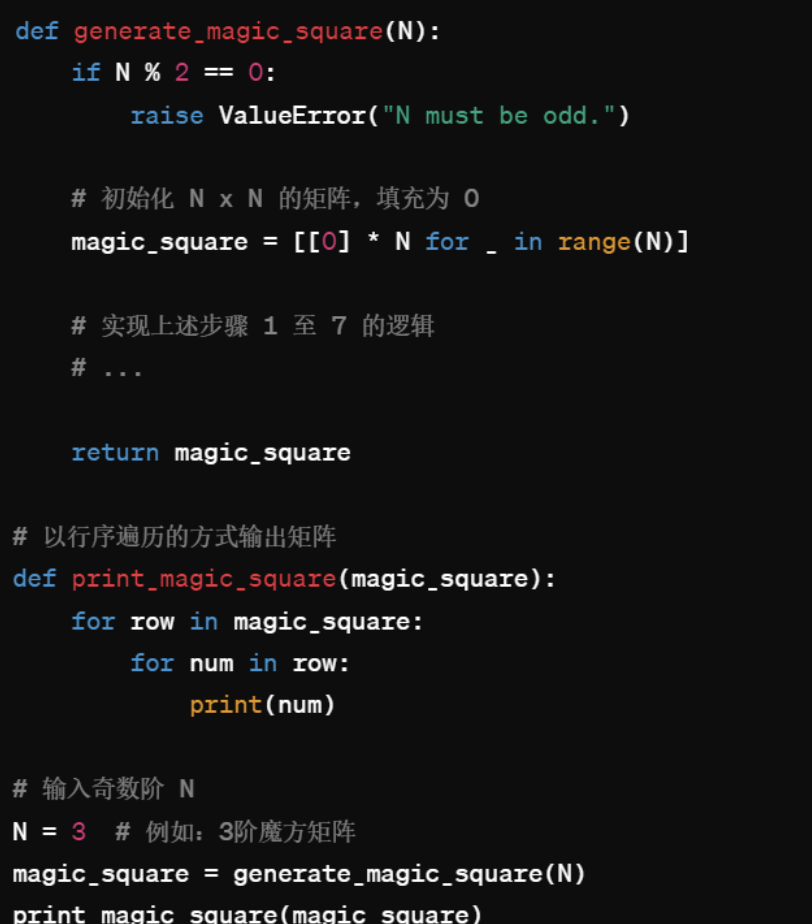 def generate_magic_square(N):
    if N % 2 == 0:
        raise ValueError("N must be odd.")
    # 初始化 N x N 的矩阵，填充为 0
    magic_square = [[0] * N for _ in range(N)]
    # 实现上述步骤 1 至 7 的逻辑
    # ...
    return magic_square
# 以行序遍历的方式输出矩阵
def print_magic_square(magic_square):
    for row in magic_square:
        for num in row:
            print(num)
# 输入奇数阶 N
N = 3  # 例如：3阶魔方矩阵
magic_square = generate_magic_square(N)
print_magic_square(magic_square)